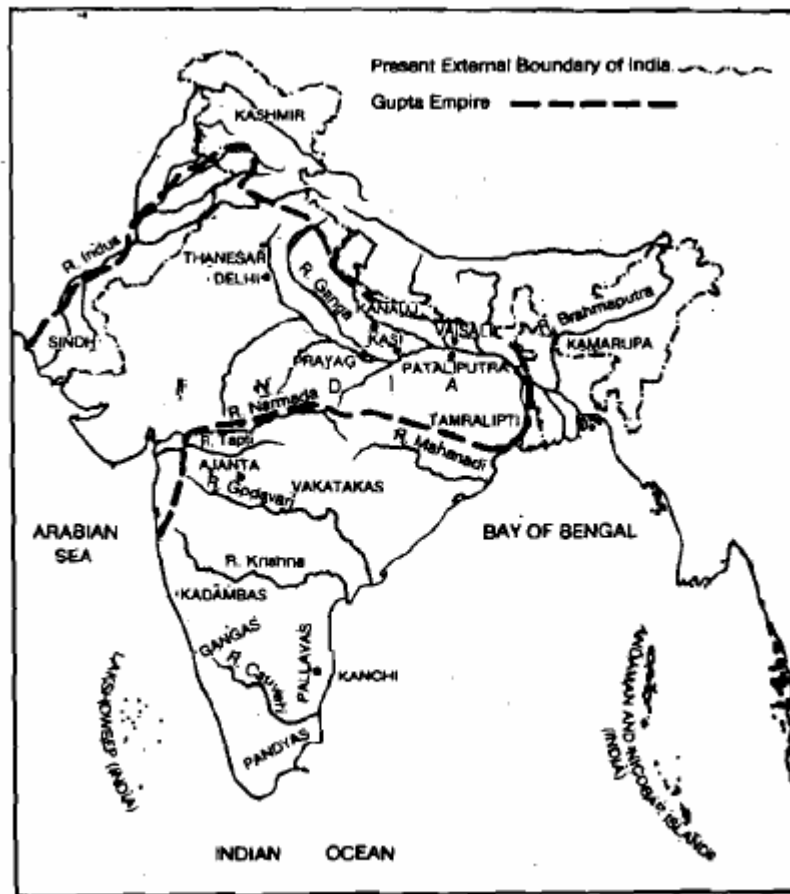 Present External Boundary of India
Gupta Empire
KASHMIR
R. Indus
THANESAR
DELHI
R. Ganga
KANAUJ
VAISALI
R. Brahmaputra
SINDH
KASI
KAMARUPA
PRAYAG
PATALIPUTRA
I N D I A
R. Narmada
TAMRALIPTI
R. Tapti
R. Mahanadi
AJANTA
R. Godavari
VAKATAKAS
ARABIAN
SEA
BAY OF BENGAL
R. Krishna
KADAMBAS
GANGAS
R. Cauveri
PALLAVAS
KANCHI
PANDYAS
LAKSHDWEEP (INDIA)
ANDAMAN AND NICOBAR ISLANDS
(INDIA)
INDIAN OCEAN